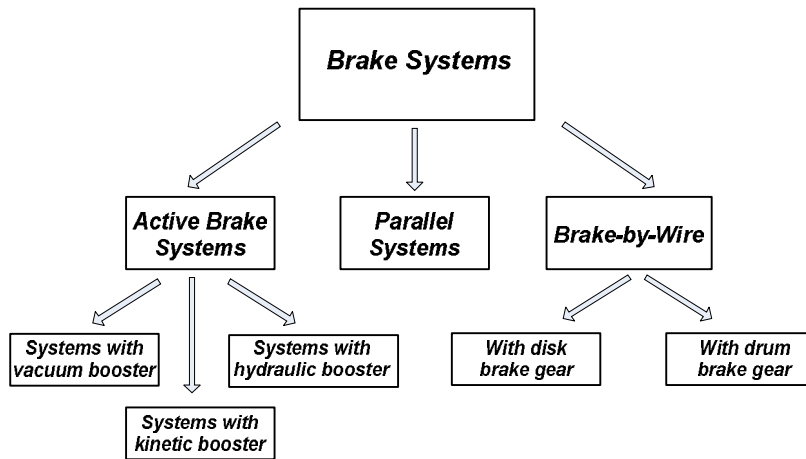 Brake Systems
Active Brake
Systems
Parallel
Systems
Brake-by-Wire
Systems with
vacuum booster
Systems with
kinetic booster
Systems with
hydraulic booster
With disk
brake gear
With drum
brake gear